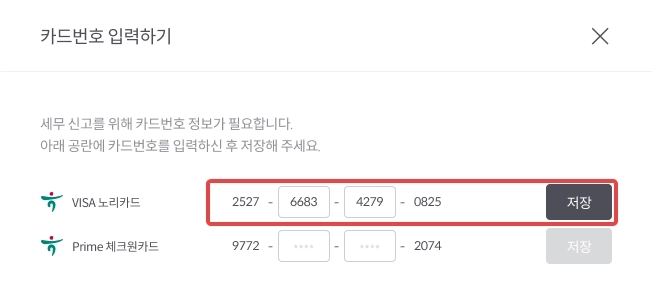 카드번호 입력하기
세무 신고를 위해 카드번호 정보가 필요합니다.
아래 공란에 카드번호를 입력하신 후 저장해 주세요.
VISA 노리카드 2527 - 6683 - 4279 - 0825 저장
Prime 체크원카드 9772 - •••• - •••• - 2074 저장